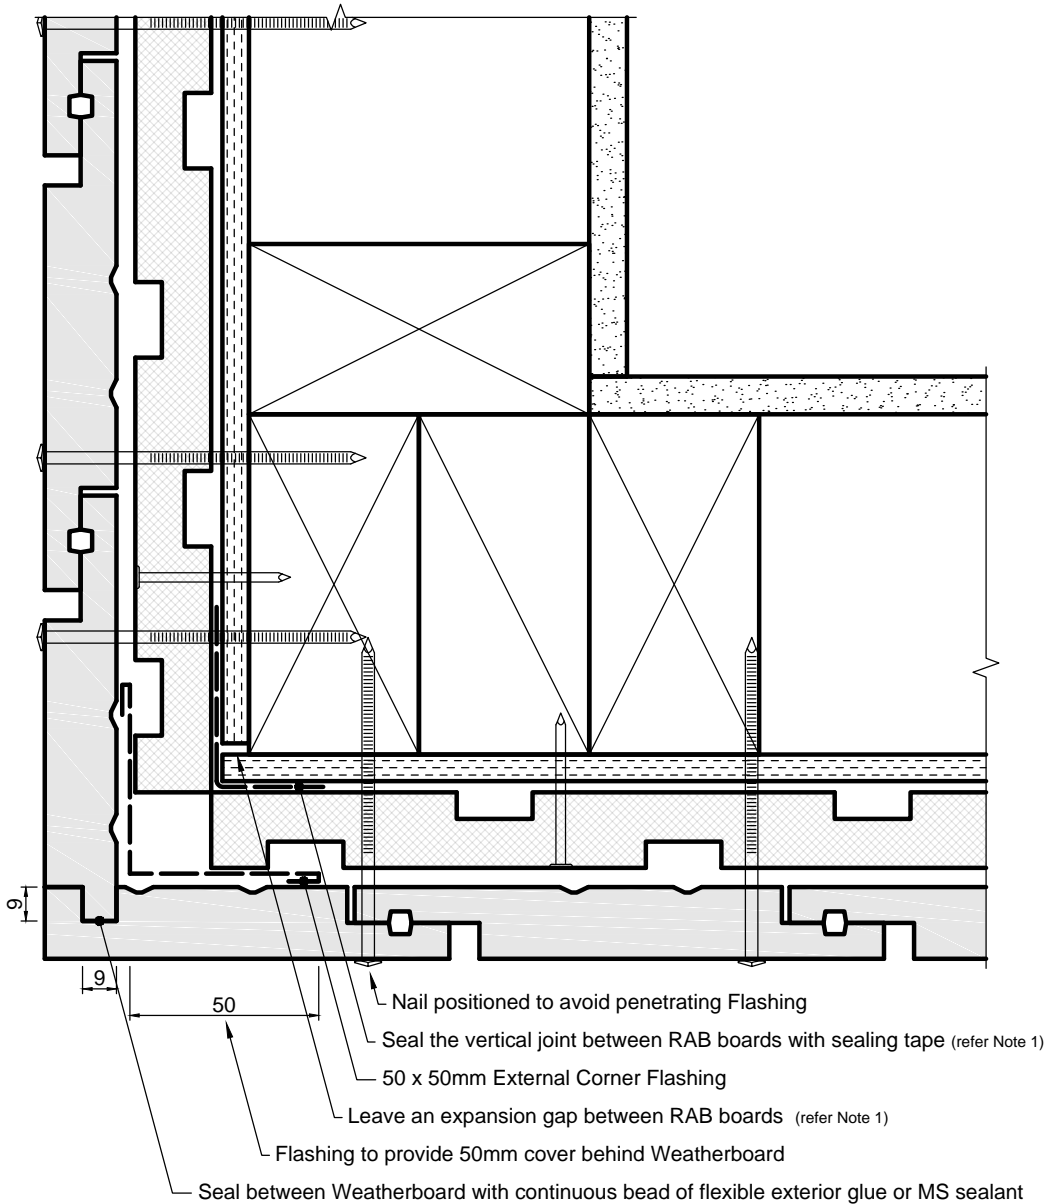 9
9
50
Nail positioned to avoid penetrating Flashing
Seal the vertical joint between RAB boards with sealing tape (refer Note 1)
50 x 50mm External Corner Flashing
Leave an expansion gap between RAB boards (refer Note 1)
Flashing to provide 50mm cover behind Weatherboard
Seal between Weatherboard with continuous bead of flexible exterior glue or MS sealant